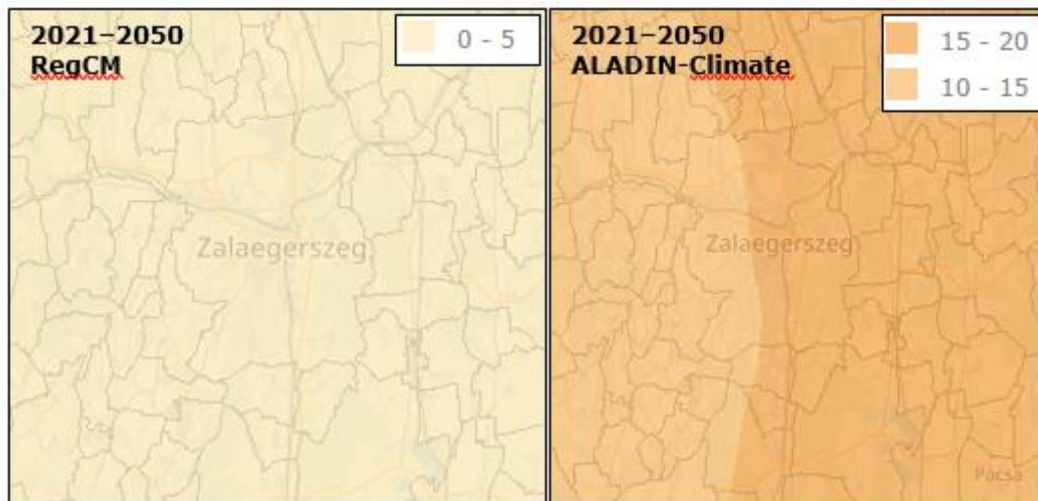 2021–2050
RegCM
0 - 5
Zalaegerszeg
2021–2050
ALADIN-Climate
15 - 20
10 - 15
Zalaegerszeg
Pacsa